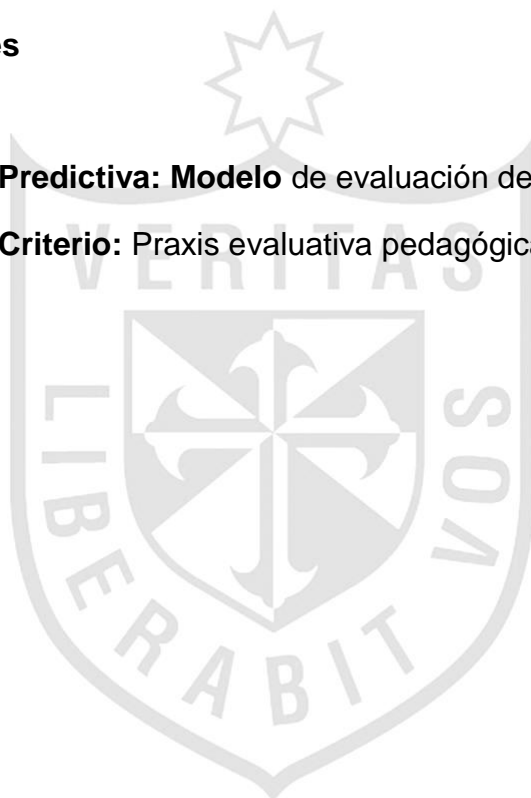 es
Predictiva: Modelo de evaluación de
Criterio: Praxis evaluativa pedagógica
VERITAS
LIBERABIT VOS